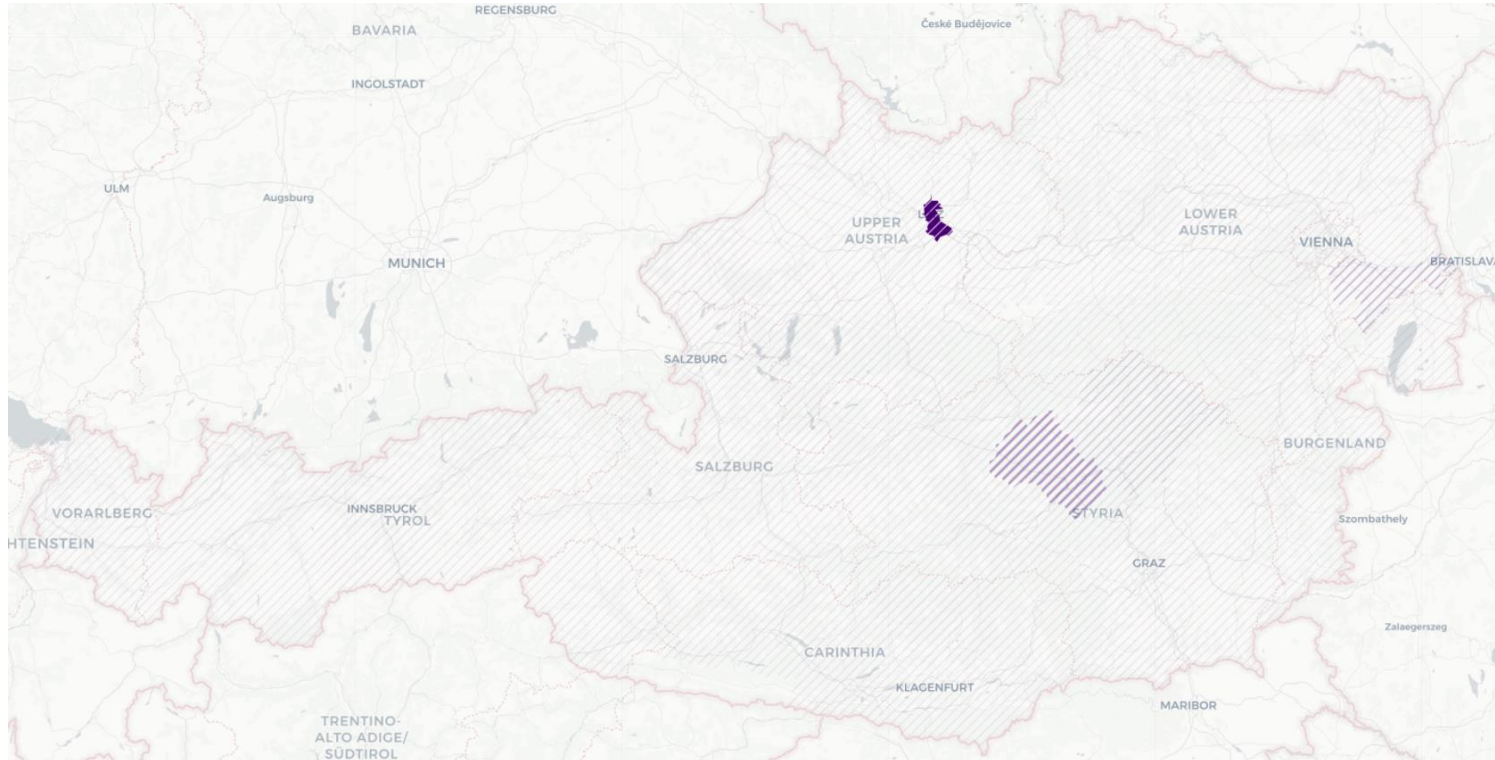 REGENSBURG
České Budějovice
BAVARIA
INGOLSTADT
ULM
Augsburg
UPPER
AUSTRIA
LOWER
AUSTRIA
VIENNA
MUNICH
BRATISLAV
SALZBURG
BURGENLAND
SALZBURG
VORARLBERG
INNSBRUCK
TYROL
STYRIA
Szombathely
HTENSTEIN
GRAZ
Zalaegerszeg
CARINTHIA
KLAGENFURT
MARIBOR
TRENTINO-
ALTO ADIGE/
SÜDTIROL